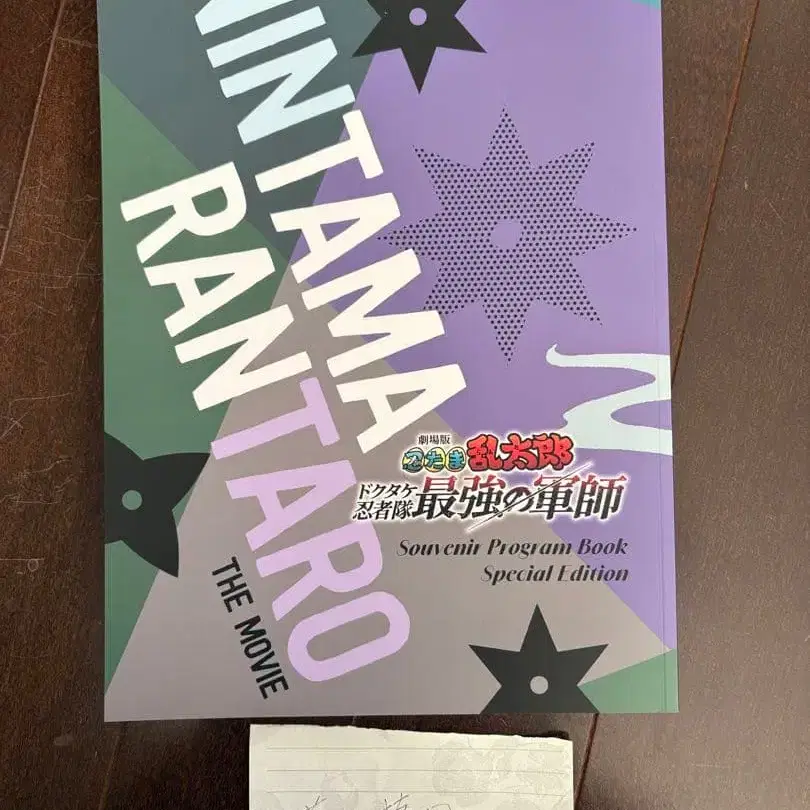 NINTAMA
RANTARO
THE MOVIE
劇場版
忍たま乱太郎
ドクタケ
忍者隊最強の軍師
Souvenir Program Book
Special Edition